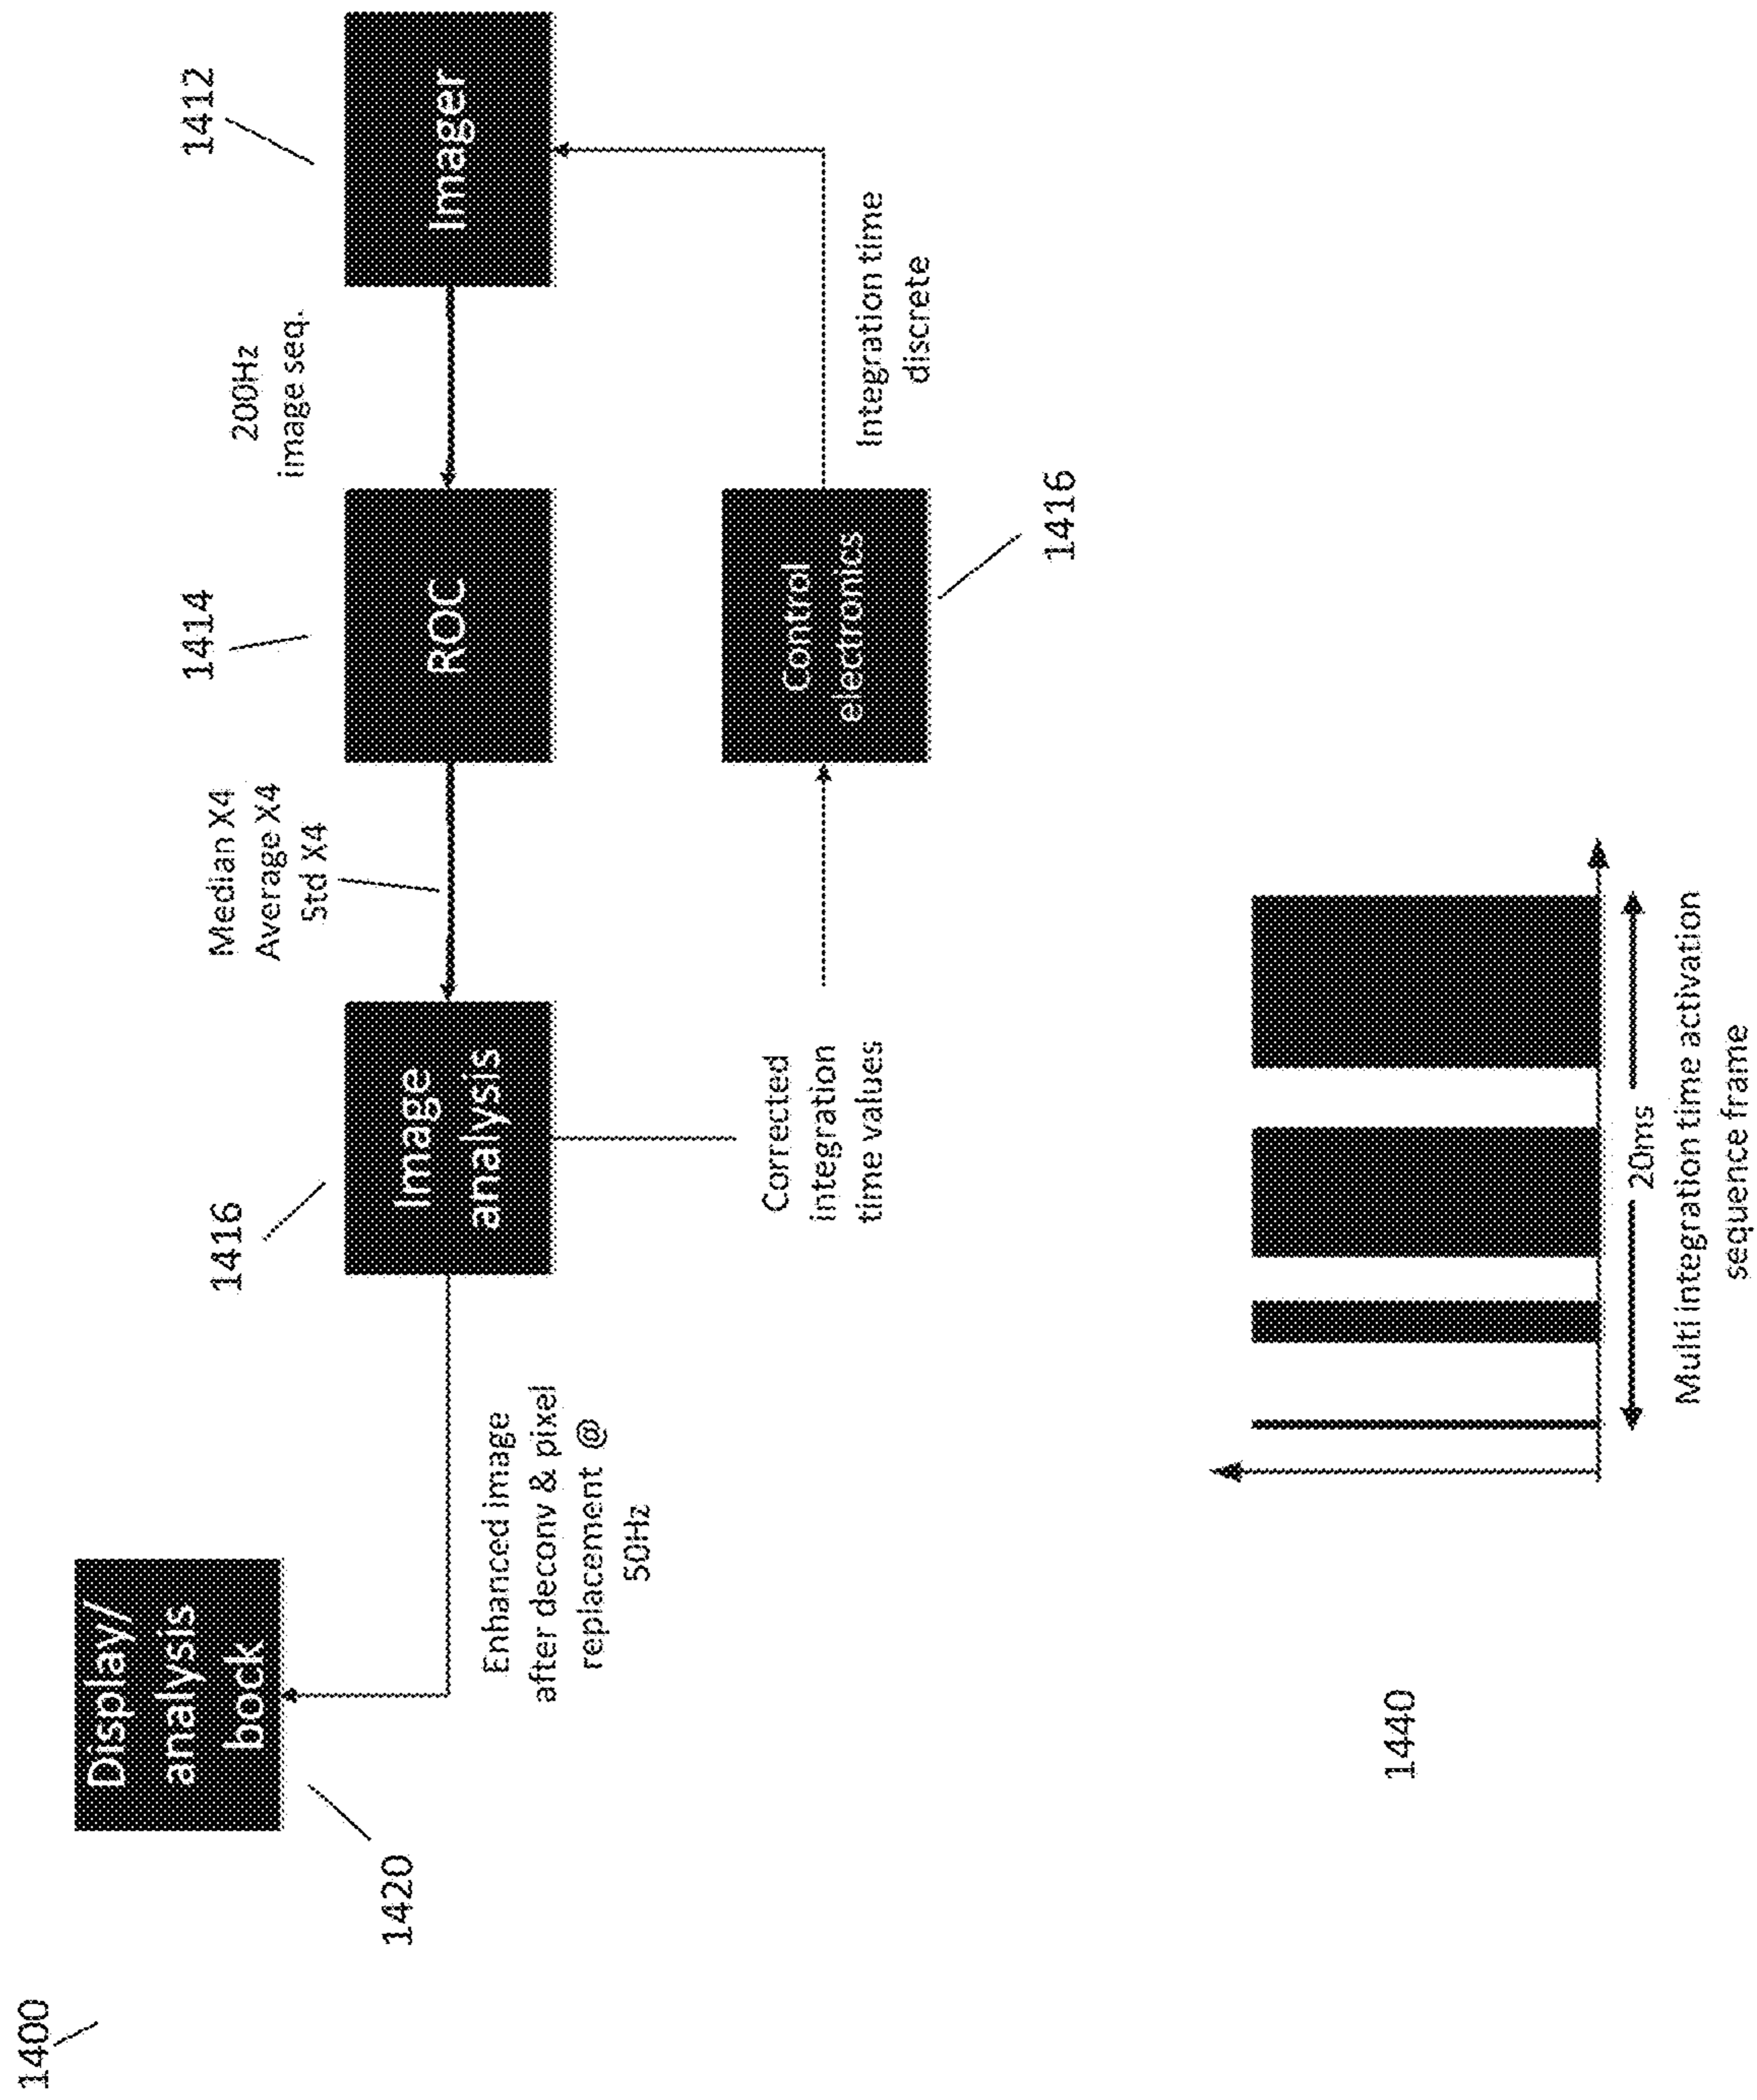 1400
1420
Display/
analysis
bock
Enhanced image
after deconv & pixel
replacement @
50Hz
1416
Image
analysis
Corrected
integration
time values
Median X4
Average X4
Std X4
1414
ROC
Control
electronics
1416
200Hz
image seq.
1412
Imager
Integration time
discrete
1440
20ms
Multi integration time activation
sequence frame